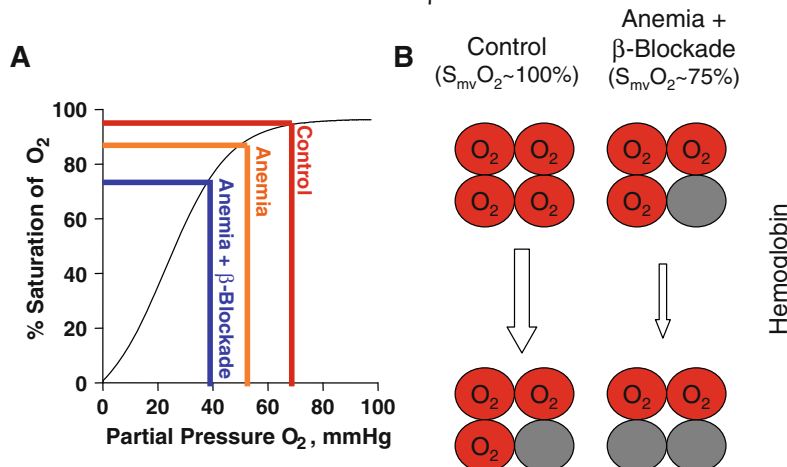 A
100
80
60
40
20
0
% Saturation of O2
0 20 40 60 80 100
Partial Pressure O2 , mmHg
Anemia + β-Blockade
Anemia
Control
B
Control
(SmvO2~100%)
Anemia +
β-Blockade
(SmvO2~75%)
O2 O2 O2 O2
O2 O2 O2
O2 O2 O2 O2
O2
Hemoglobin